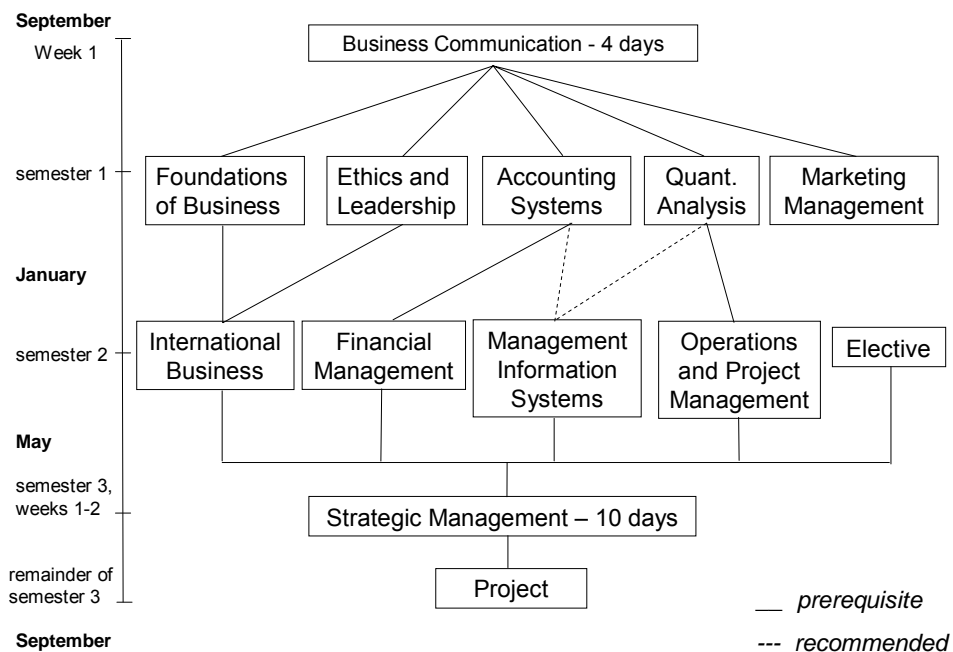 September
Week 1
Business Communication - 4 days
semester 1
Foundations
of Business
Ethics and
Leadership
Accounting
Systems
Quant.
Analysis
Marketing
Management
January
semester 2
International
Business
Financial
Management
Management
Information
Systems
Operations
and Project
Management
Elective
May
semester 3,
weeks 1-2
Strategic Management – 10 days
remainder of
semester 3
Project
September
__ prerequisite
--- recommended